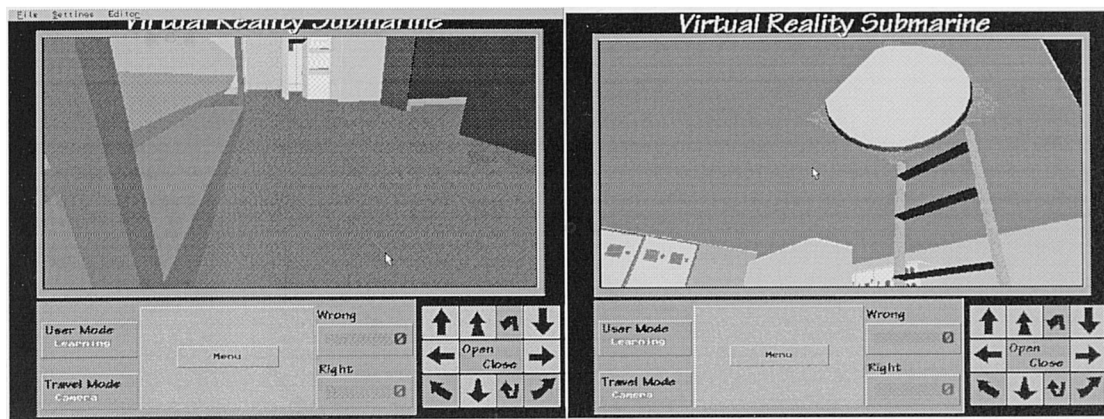 File Settings Editor
Virtual Reality Submarine
User Mode
Learning
Travel Mode
Camera
Menu
Wrong
0
Right
0
Open
Close
Virtual Reality Submarine
User Mode
Learning
Travel Mode
Camera
Menu
Wrong
0
Right
0
Open
Close